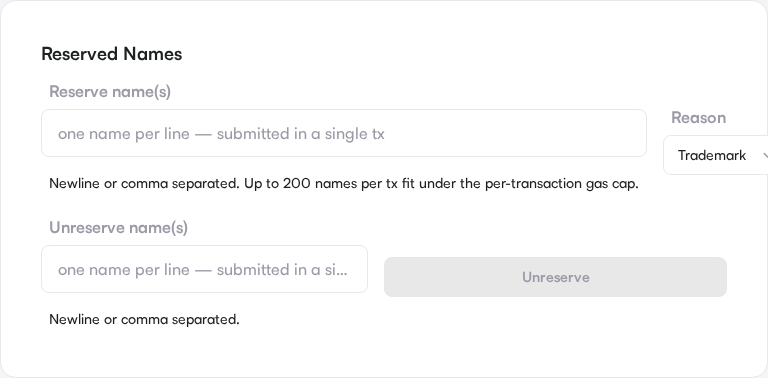 Reserved Names
Reserve name(s)
Reason
one name per line — submitted in a single tx
Trademark
Newline or comma separated. Up to 200 names per tx fit under the per-transaction gas cap.
Unreserve name(s)
one name per line — submitted in a si...
Unreserve
Newline or comma separated.